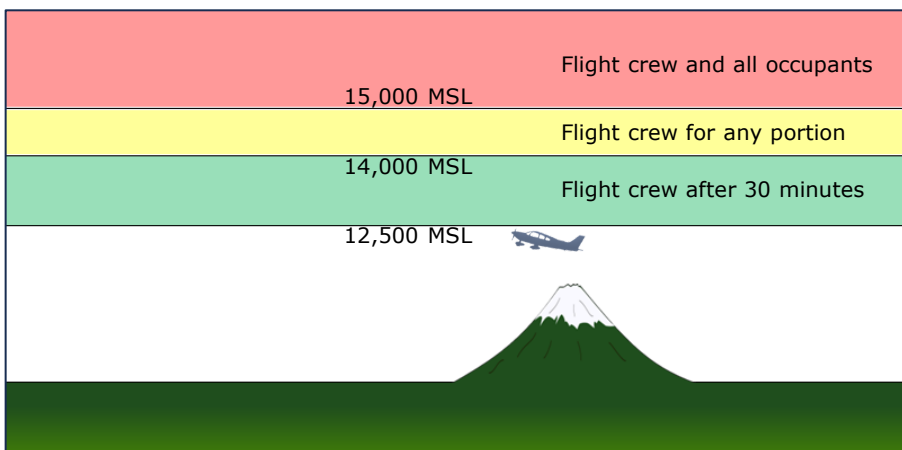 Flight crew and all occupants
15,000 MSL
Flight crew for any portion
14,000 MSL
Flight crew after 30 minutes
12,500 MSL